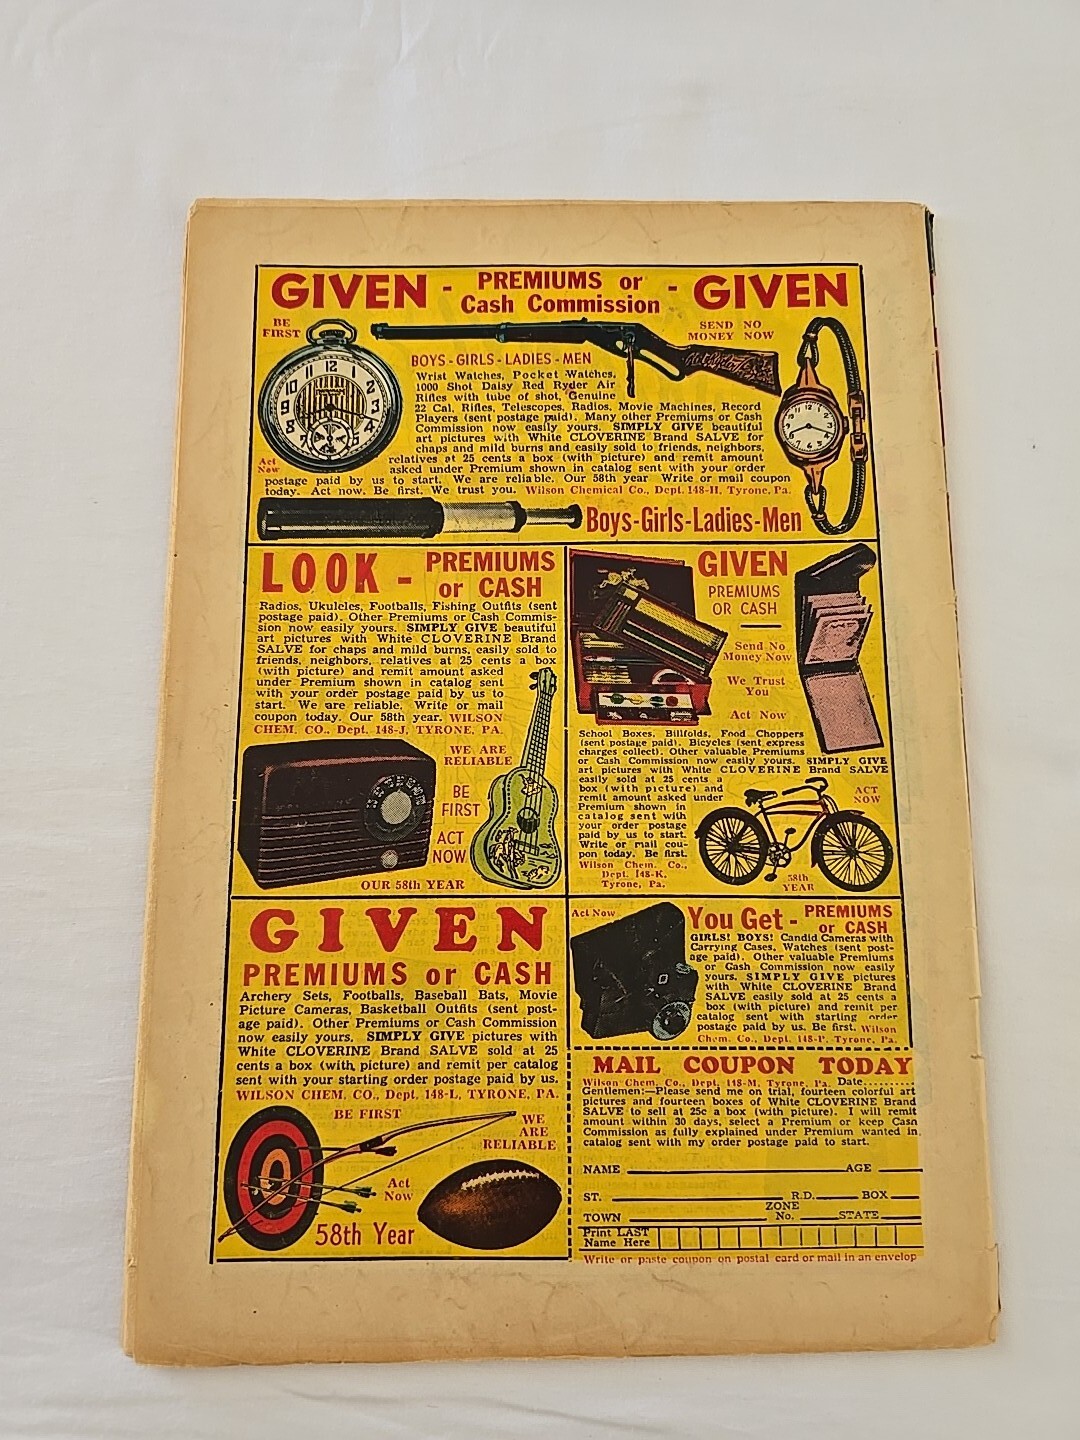 GIVEN - PREMIUMS or Cash Commission - GIVEN
BE FIRST
SEND NO MONEY NOW
BOYS - GIRLS - LADIES - MEN
Wrist Watches, Pocket Watches,
1000 Shot Daisy Red Ryder Air
Rifles with tube of shot, Genuine
22 Cal. Rifles, Telescopes, Radios, Movie Machines, Record
Players (sent postage paid). Many other Premiums or Cash
Commission now easily yours. SIMPLY GIVE beautiful
art pictures with White CLOVERINE Brand SALVE for
chaps and mild burns and easily sold to friends, neighbors,
relatives at 25 cents a box (with picture) and remit amount
asked under Premium shown in catalog sent with your order
postage paid by us to start. We are reliable. Our 58th year Write or mail coupon
today. Act now. Be first. We trust you. Wilson Chemical Co., Dept. 148-H, Tyrone, Pa.
Act Now
Boys-Girls-Ladies-Men
LOOK - PREMIUMS or CASH
Radios, Ukuleles, Footballs, Fishing Outfits (sent
postage paid). Other Premiums or Cash Commis-
sion now easily yours. SIMPLY GIVE beautiful
art pictures with White CLOVERINE Brand
SALVE for chaps and mild burns, easily sold to
friends, neighbors, relatives at 25 cents a box
(with picture) and remit amount asked
under Premium shown in catalog sent
with your order postage paid by us to
start. We are reliable. Write or mail
coupon today. Our 58th year. WILSON
CHEM. CO., Dept. 148-J, TYRONE, PA.
WE ARE RELIABLE
BE FIRST
ACT NOW
OUR 58th YEAR
GIVEN
PREMIUMS OR CASH
Send No Money Now
We Trust You
Act Now
School Boxes, Billfolds, Food Choppers
(sent postage paid). Bicycles (sent express
charges collect). Other valuable Premiums
or Cash Commission now easily yours. SIMPLY GIVE
art pictures with White CLOVERINE Brand SALVE
easily sold at 25 cents a
box (with picture) and
remit amount asked under
Premium shown in
catalog sent with
your order postage
paid by us to start.
Write or mail cou-
pon today. Be first.
Wilson Chem. Co.,
Dept. 148-K,
Tyrone, Pa.
ACT NOW
58th YEAR
GIVEN
PREMIUMS or CASH
Archery Sets, Footballs, Baseball Bats, Movie
Picture Cameras, Basketball Outfits (sent post-
age paid). Other Premiums or Cash Commission
now easily yours. SIMPLY GIVE pictures with
White CLOVERINE Brand SALVE sold at 25
cents a box (with picture) and remit per catalog
sent with your starting order postage paid by us.
WILSON CHEM. CO., Dept. 148-L, TYRONE, PA.
BE FIRST
WE ARE RELIABLE
Act Now
58th Year
Act Now
You Get - PREMIUMS or CASH
GIRLS! BOYS! Candid Cameras with
Carrying Cases, Watches (sent post-
age paid). Other valuable Premiums
or Cash Commission now easily
yours. SIMPLY GIVE pictures
with White CLOVERINE Brand
SALVE easily sold at 25 cents a
box (with picture) and remit per
catalog sent with starting order
postage paid by us. Be first. Wilson
Chem. Co., Dept. 148-P, Tyrone, Pa.
MAIL COUPON TODAY
Wilson Chem. Co., Dept. 148-M, Tyrone, Pa. Date........
Gentlemen:—Please send me on trial, fourteen colorful art
pictures and fourteen boxes of White CLOVERINE Brand
SALVE to sell at 25c a box (with picture). I will remit
amount within 30 days, select a Premium or keep Cash
Commission as fully explained under Premium wanted in
catalog sent with my order postage paid to start.
NAME AGE
ST. R.D. BOX
TOWN ZONE No. STATE
Print LAST
Name Here
Write or paste coupon on postal card or mail in an envelop